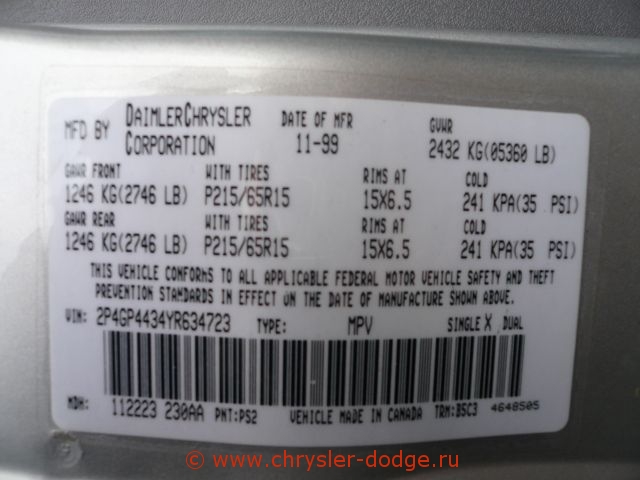 MFD BY DAIMLERCHRYSLER CORPORATION DATE OF MFR 11-99 GVWR 2432 KG(05360 LB)
GAWR FRONT WITH TIRES RIMS AT COLD
1246 KG(2746 LB) P215/65R15 15X6.5 241 KPA(35 PSI)
GAWR REAR WITH TIRES RIMS AT COLD
1246 KG(2746 LB) P215/65R15 15X6.5 241 KPA(35 PSI)
THIS VEHICLE CONFORMS TO ALL APPLICABLE FEDERAL MOTOR VEHICLE SAFETY AND THEFT
PREVENTION STANDARDS IN EFFECT ON THE DATE OF MANUFACTURE SHOWN ABOVE.
VIN: 2P4GP4434YR634723 TYPE: MPV SINGLE X DUAL
MDH: 112223 230AA PNT:PS2 VEHICLE MADE IN CANADA TRM:B5C3 4648505
© www.chrysler-dodge.ru